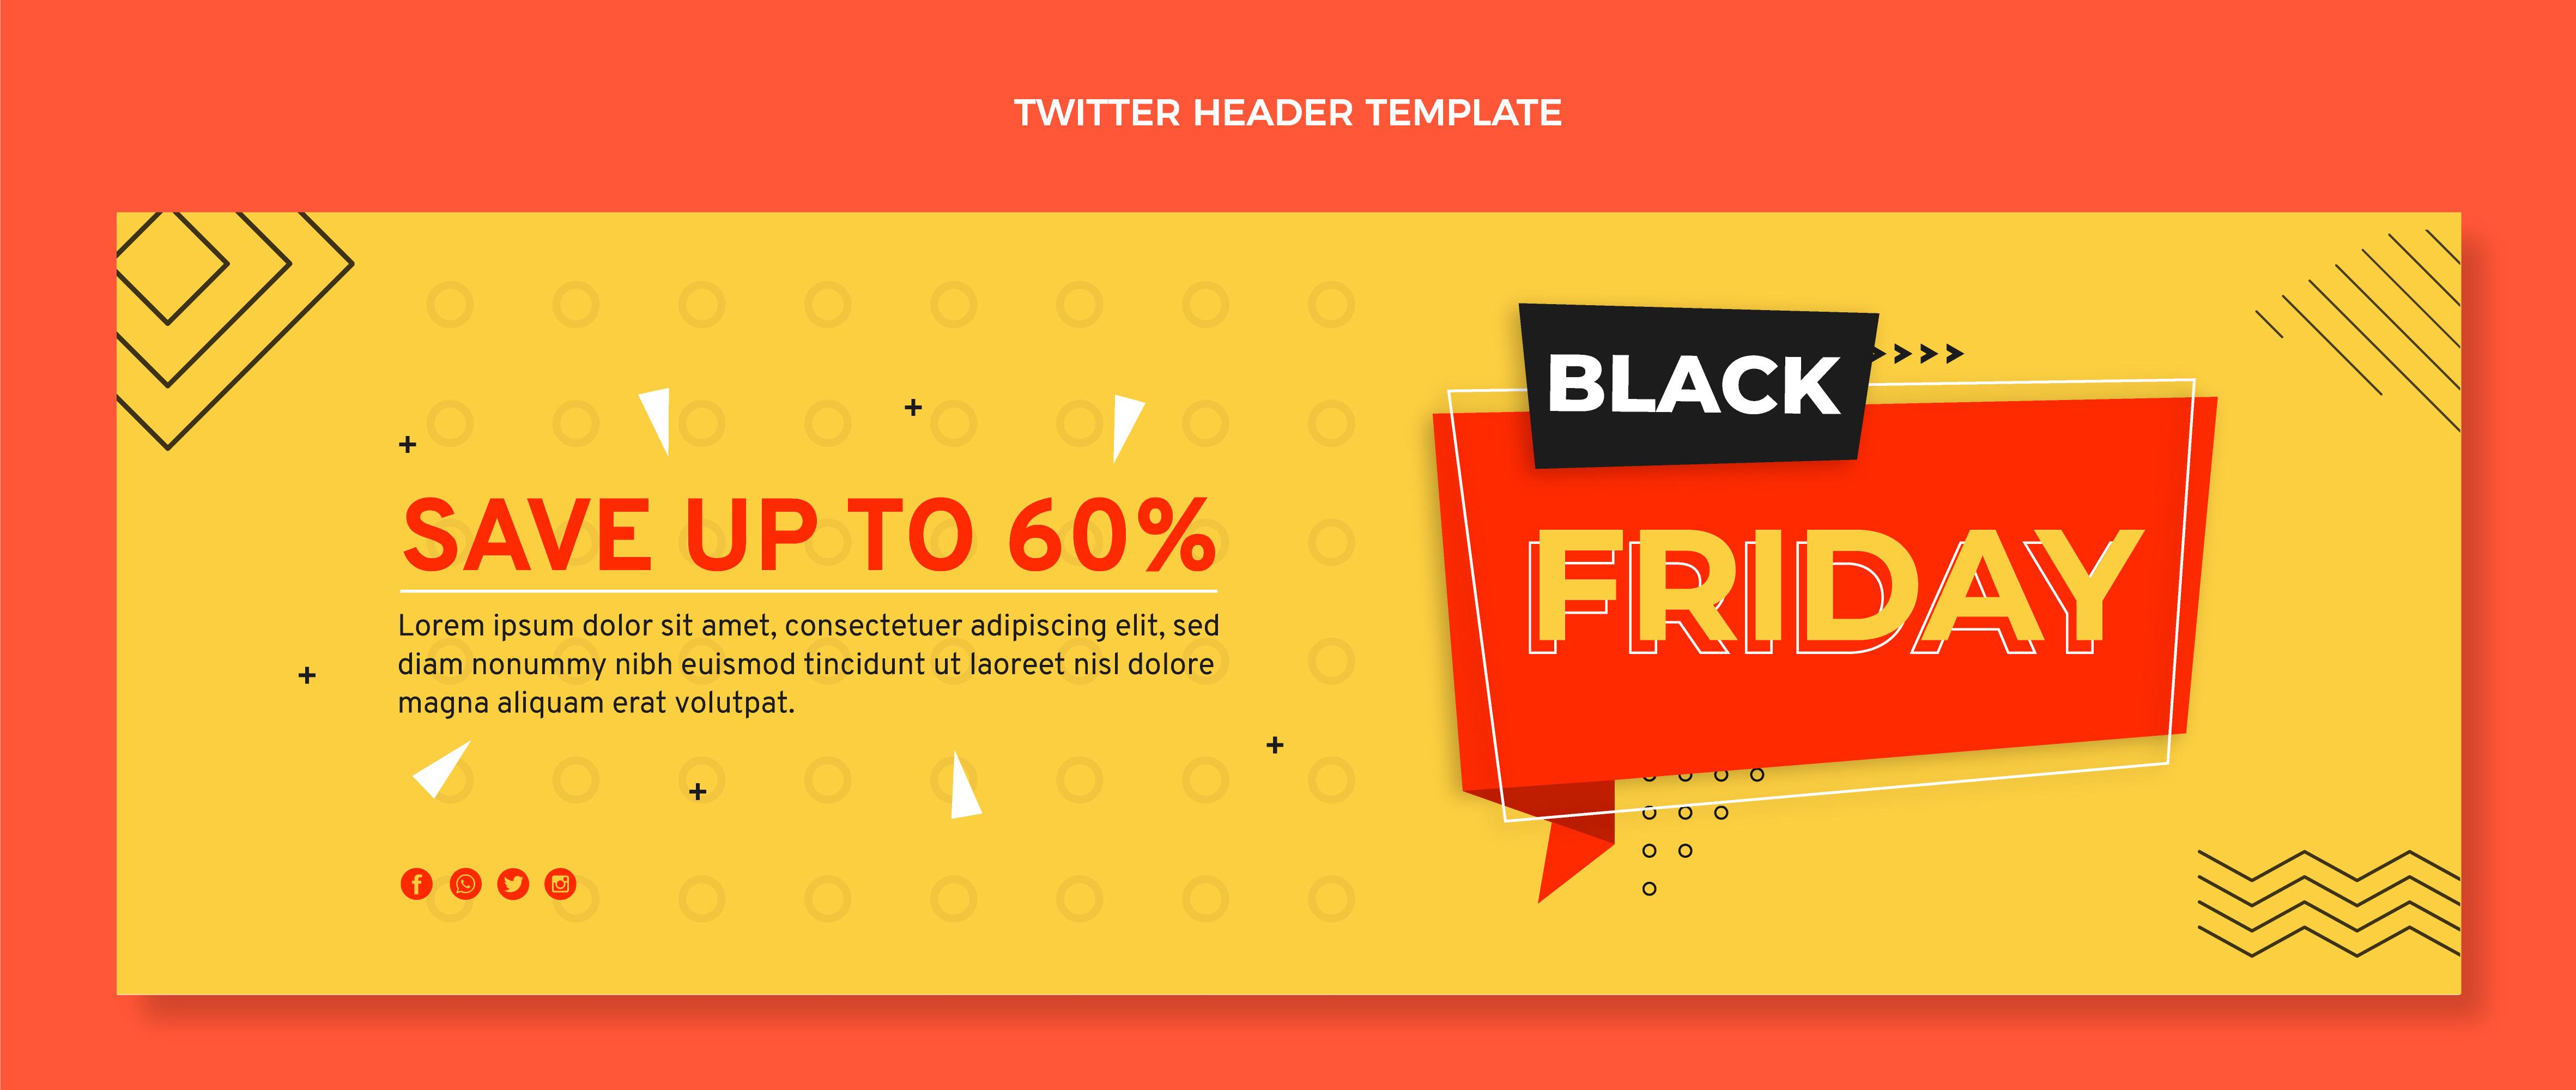 TWITTER HEADER TEMPLATE
SAVE UP TO 60%
Lorem ipsum dolor sit amet, consectetuer adipiscing elit, sed
diam nonummy nibh euismod tincidunt ut laoreet nisl dolore
magna aliquam erat volutpat.
BLACK
FRIDAY